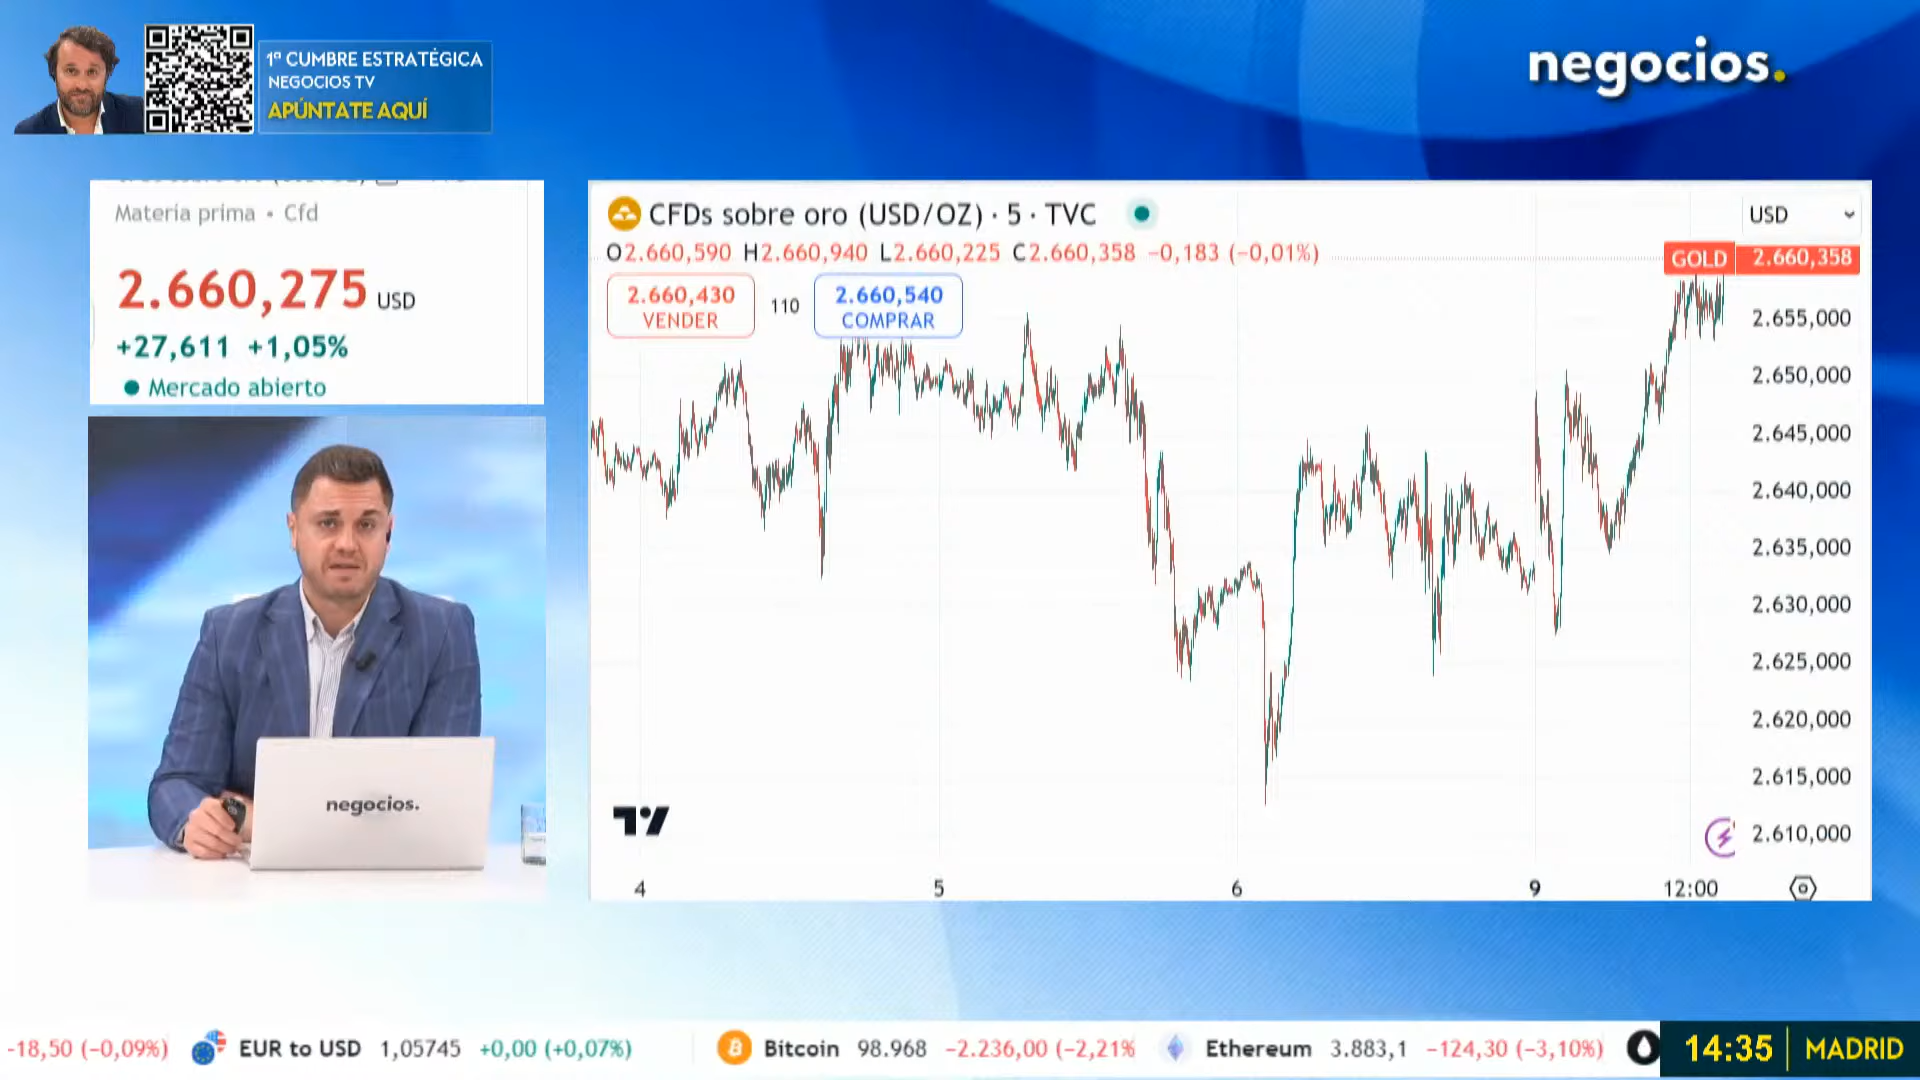 1ª CUMBRE ESTRATÉGICA
NEGOCIOS TV
APÚNTATE AQUÍ
negocios.
Materia prima • Cfd
2.660,275 USD
+27,611 +1,05%
Mercado abierto
CFDs sobre oro (USD/OZ) · 5 · TVC
USD
O2.660,590 H2.660,940 L2.660,225 C2.660,358 −0,183 (−0,01%)
GOLD 2.660,358
2.660,430
VENDER
110
2.660,540
COMPRAR
2.655,000
2.650,000
2.645,000
2.640,000
2.635,000
2.630,000
2.625,000
2.620,000
2.615,000
2.610,000
4 5 6 9 12:00
negocios.
-18,50 (−0,09%) EUR to USD 1,05745 +0,00 (+0,07%) Bitcoin 98.968 −2.236,00 (−2,21% Ethereum 3.883,1 −124,30 (−3,10%) 14:35 MADRID